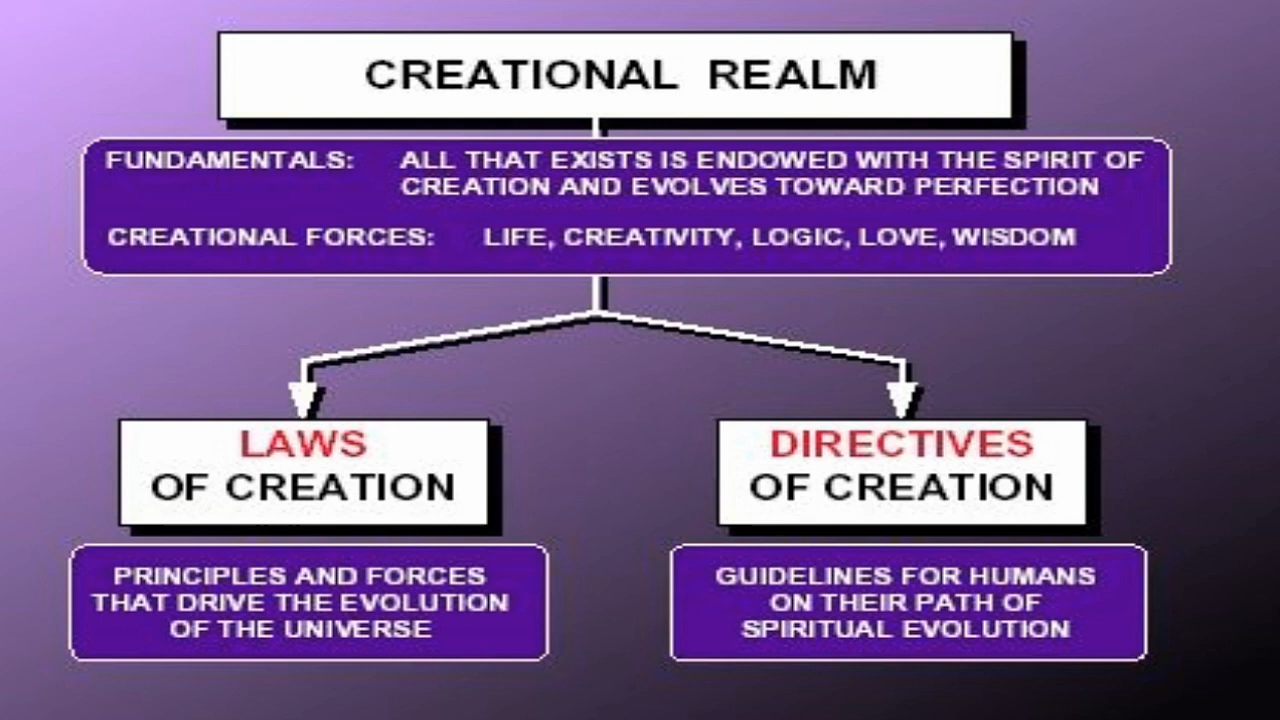 CREATIONAL REALM
FUNDAMENTALS: ALL THAT EXISTS IS ENDOWED WITH THE SPIRIT OF
CREATION AND EVOLVES TOWARD PERFECTION
CREATIONAL FORCES: LIFE, CREATIVITY, LOGIC, LOVE, WISDOM
LAWS
OF CREATION
PRINCIPLES AND FORCES
THAT DRIVE THE EVOLUTION
OF THE UNIVERSE
DIRECTIVES
OF CREATION
GUIDELINES FOR HUMANS
ON THEIR PATH OF
SPIRITUAL EVOLUTION